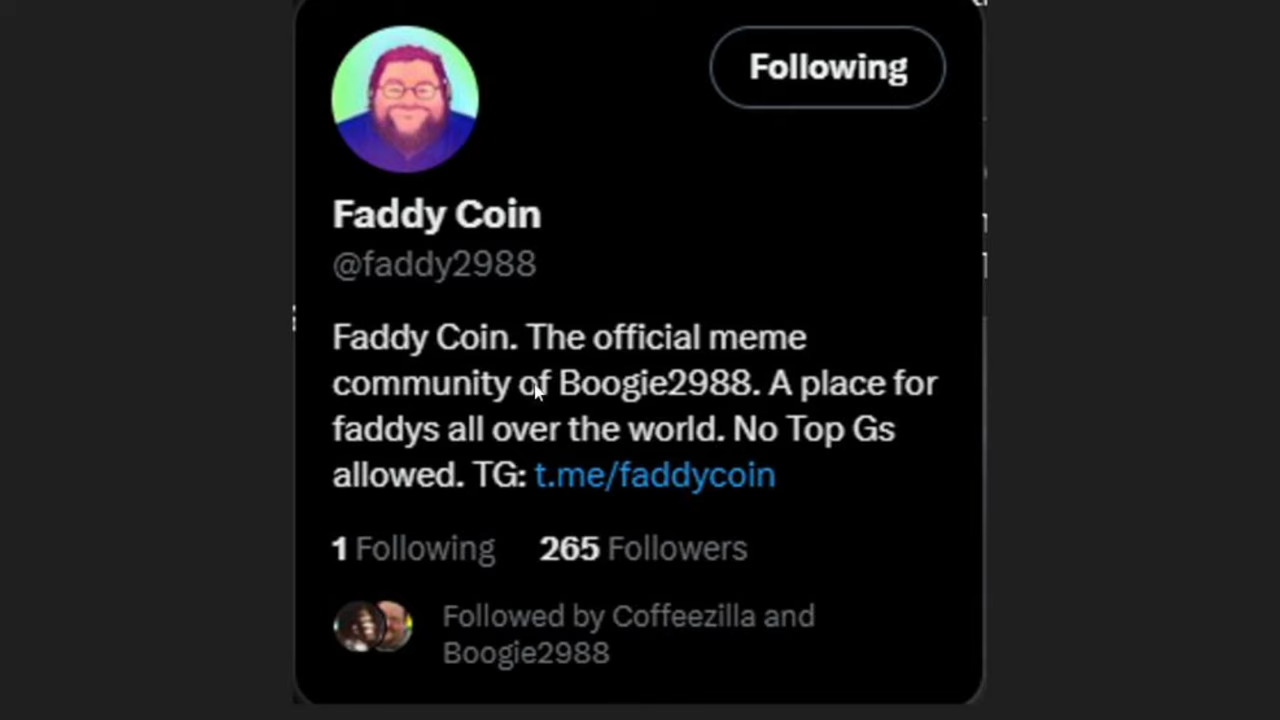 Following
Faddy Coin
@faddy2988
Faddy Coin. The official meme
community of Boogie2988. A place for
faddys all over the world. No Top Gs
allowed. TG: t.me/faddycoin
1 Following 265 Followers
Followed by Coffeezilla and
Boogie2988